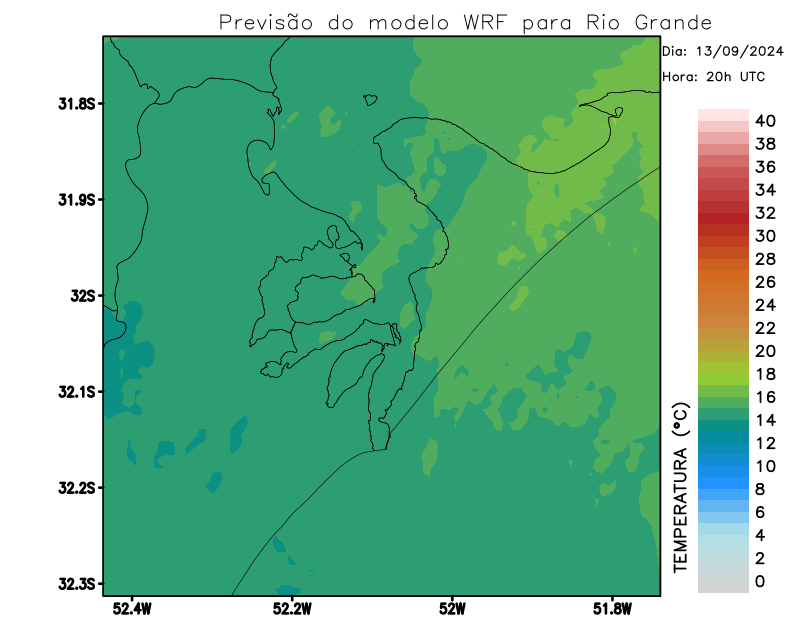 Previsão do modelo WRF para Rio Grande
Dia: 13/09/2024
Hora: 20h UTC
31.8S
31.9S
32S
32.1S
32.2S
32.3S
52.4W
52.2W
52W
51.8W
TEMPERATURA (°C)
40
38
36
34
32
30
28
26
24
22
20
18
16
14
12
10
8
6
4
2
0